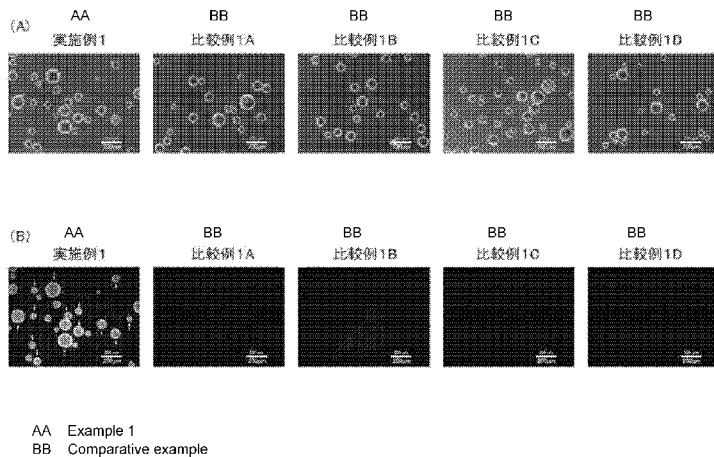 AA BB BB BB BB
(A) 実施例1 比較例1A 比較例1B 比較例1C 比較例1D
AA BB BB BB BB
(B) 実施例1 比較例1A 比較例1B 比較例1C 比較例1D
AA Example 1
BB Comparative example